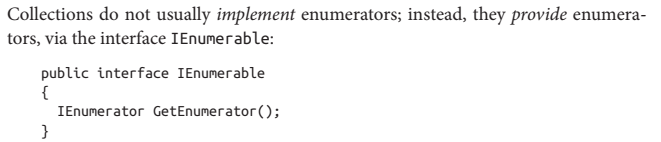 Collections do not usually implement enumerators; instead, they provide enumera-
tors, via the interface IEnumerable:
public interface IEnumerable
{
  IEnumerator GetEnumerator();
}